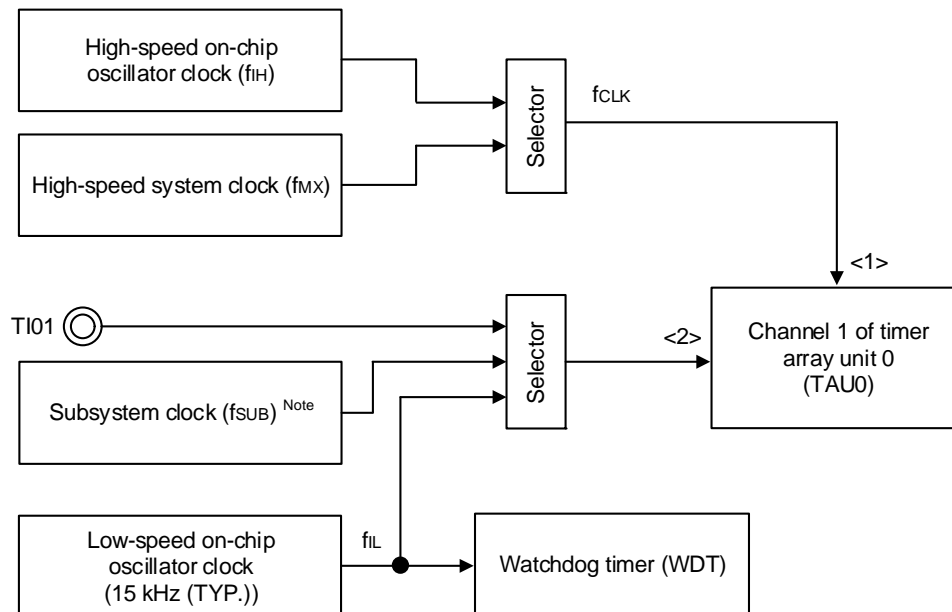 High-speed on-chip
oscillator clock (fIH)
Selector
fCLK
High-speed system clock (fMX)
<1>
TI01
Selector
<2>
Channel 1 of timer
array unit 0
(TAU0)
Subsystem clock (fSUB) Note
Low-speed on-chip
oscillator clock
(15 kHz (TYP.))
fIL
Watchdog timer (WDT)